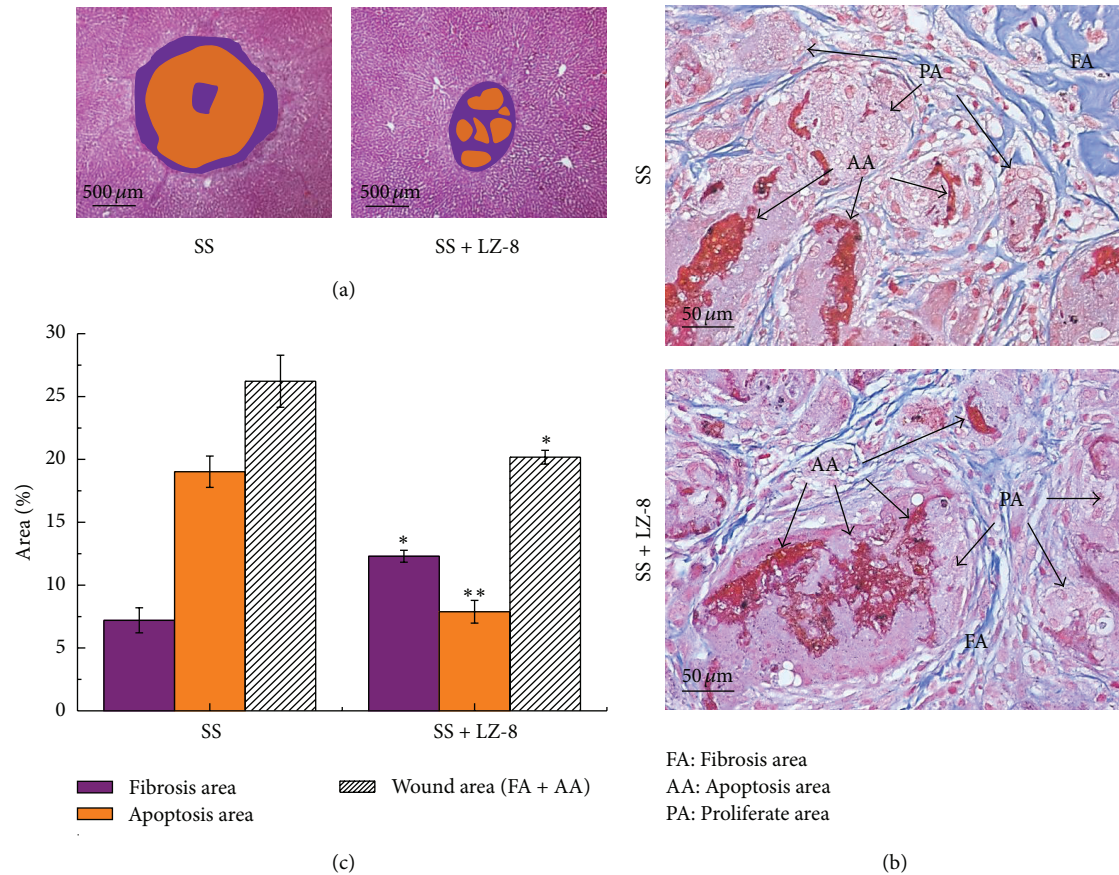 500 μm
500 μm
SS
SS + LZ-8
(a)
PA
FA
AA
SS
50 μm
AA
PA
FA
SS + LZ-8
50 μm
FA: Fibrosis area
AA: Apoptosis area
PA: Proliferate area
(b)
30
25
20
15
10
5
0
Area (%)
*
**
*
SS
SS + LZ-8
Fibrosis area
Apoptosis area
Wound area (FA + AA)
(c)